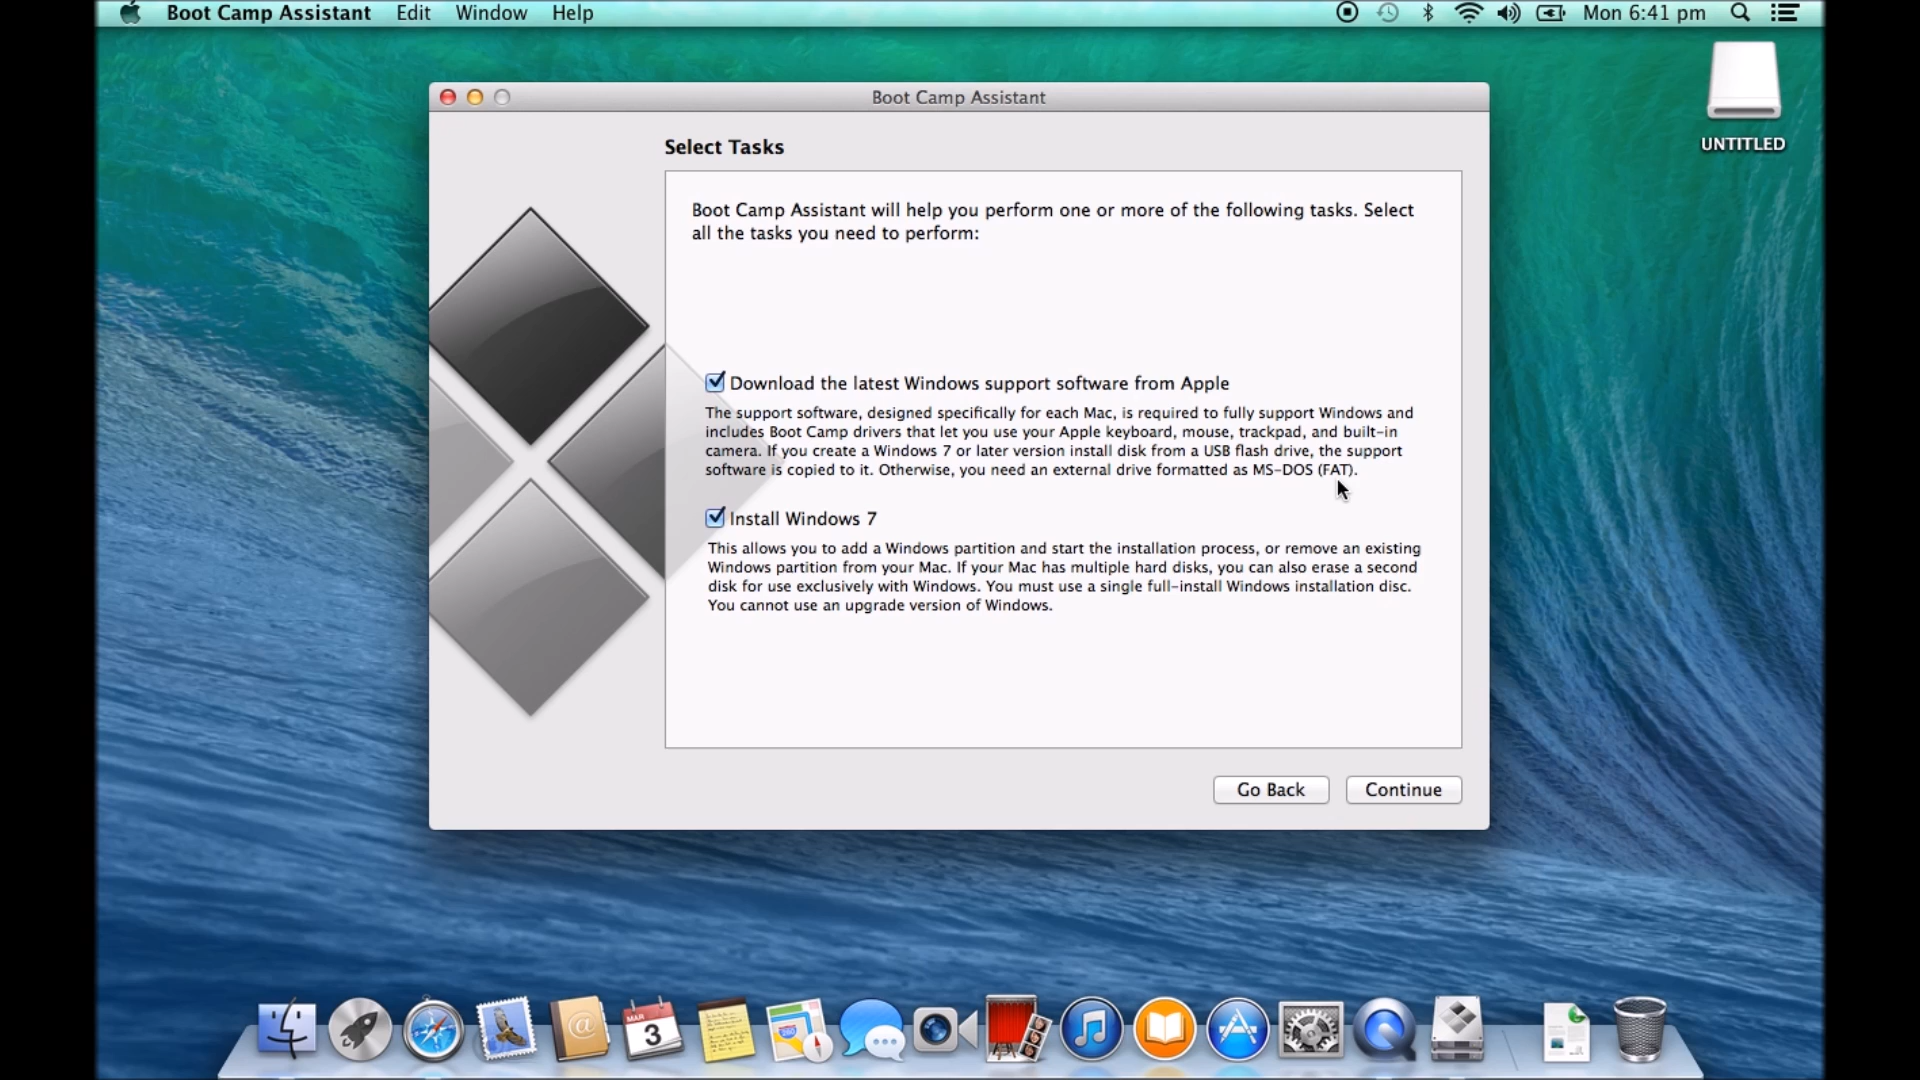 Boot Camp Assistant Edit Window Help Mon 6:41 pm
UNTITLED
Boot Camp Assistant
Select Tasks
Boot Camp Assistant will help you perform one or more of the following tasks. Select
all the tasks you need to perform:
Download the latest Windows support software from Apple
The support software, designed specifically for each Mac, is required to fully support Windows and
includes Boot Camp drivers that let you use your Apple keyboard, mouse, trackpad, and built-in
camera. If you create a Windows 7 or later version install disk from a USB flash drive, the support
software is copied to it. Otherwise, you need an external drive formatted as MS-DOS (FAT).
Install Windows 7
This allows you to add a Windows partition and start the installation process, or remove an existing
Windows partition from your Mac. If your Mac has multiple hard disks, you can also erase a second
disk for use exclusively with Windows. You must use a single full-install Windows installation disc.
You cannot use an upgrade version of Windows.
Go Back Continue
MAR
3